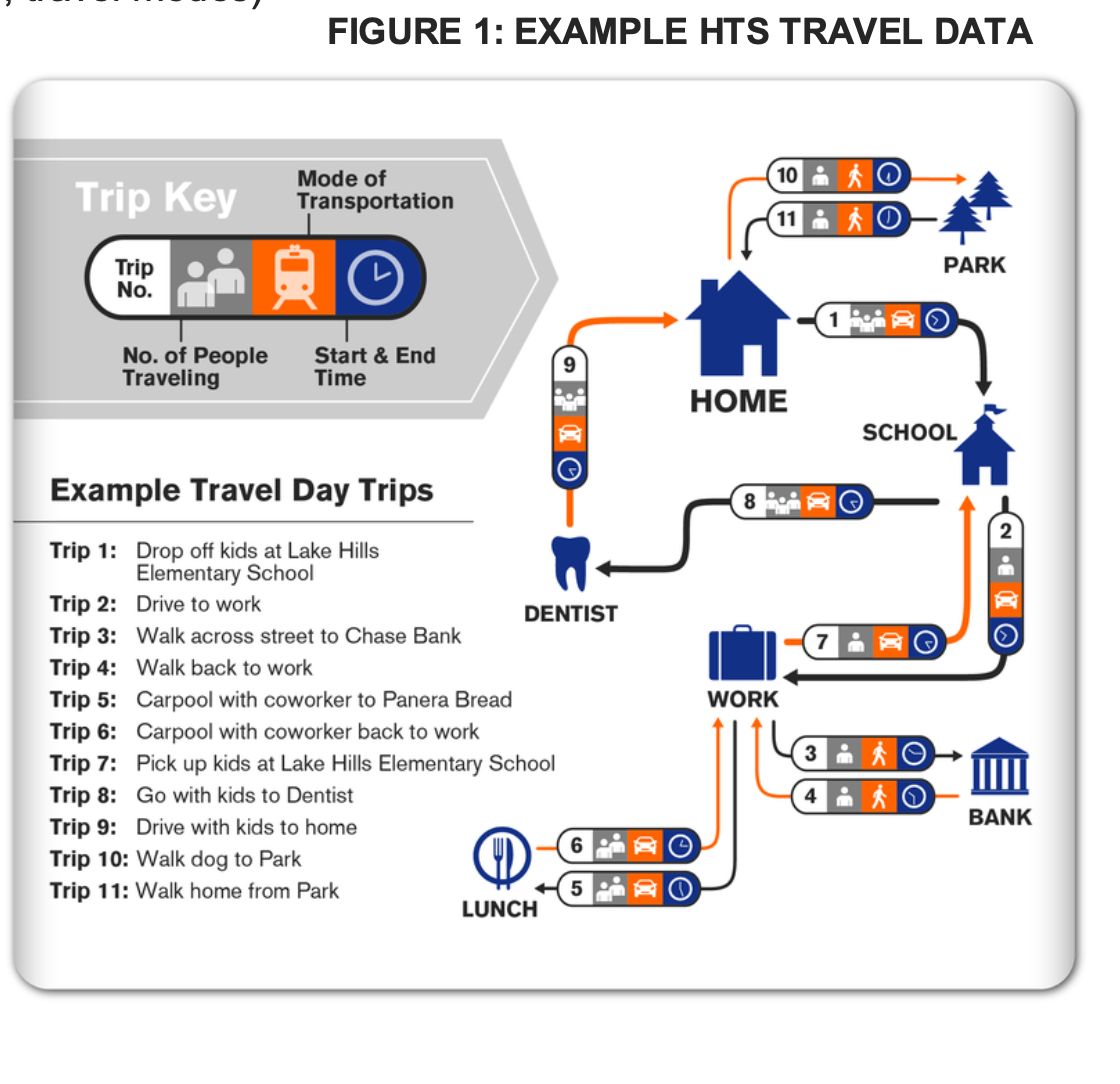 , travel modes)
FIGURE 1: EXAMPLE HTS TRAVEL DATA
Trip Key
Mode of
Transportation
Trip
No.
No. of People
Traveling
Start & End
Time
Example Travel Day Trips
Trip 1: Drop off kids at Lake Hills
Elementary School
Trip 2: Drive to work
Trip 3: Walk across street to Chase Bank
Trip 4: Walk back to work
Trip 5: Carpool with coworker to Panera Bread
Trip 6: Carpool with coworker back to work
Trip 7: Pick up kids at Lake Hills Elementary School
Trip 8: Go with kids to Dentist
Trip 9: Drive with kids to home
Trip 10: Walk dog to Park
Trip 11: Walk home from Park
10
11
PARK
HOME
1
9
SCHOOL
8
2
DENTIST
7
WORK
3
4
BANK
6
5
LUNCH